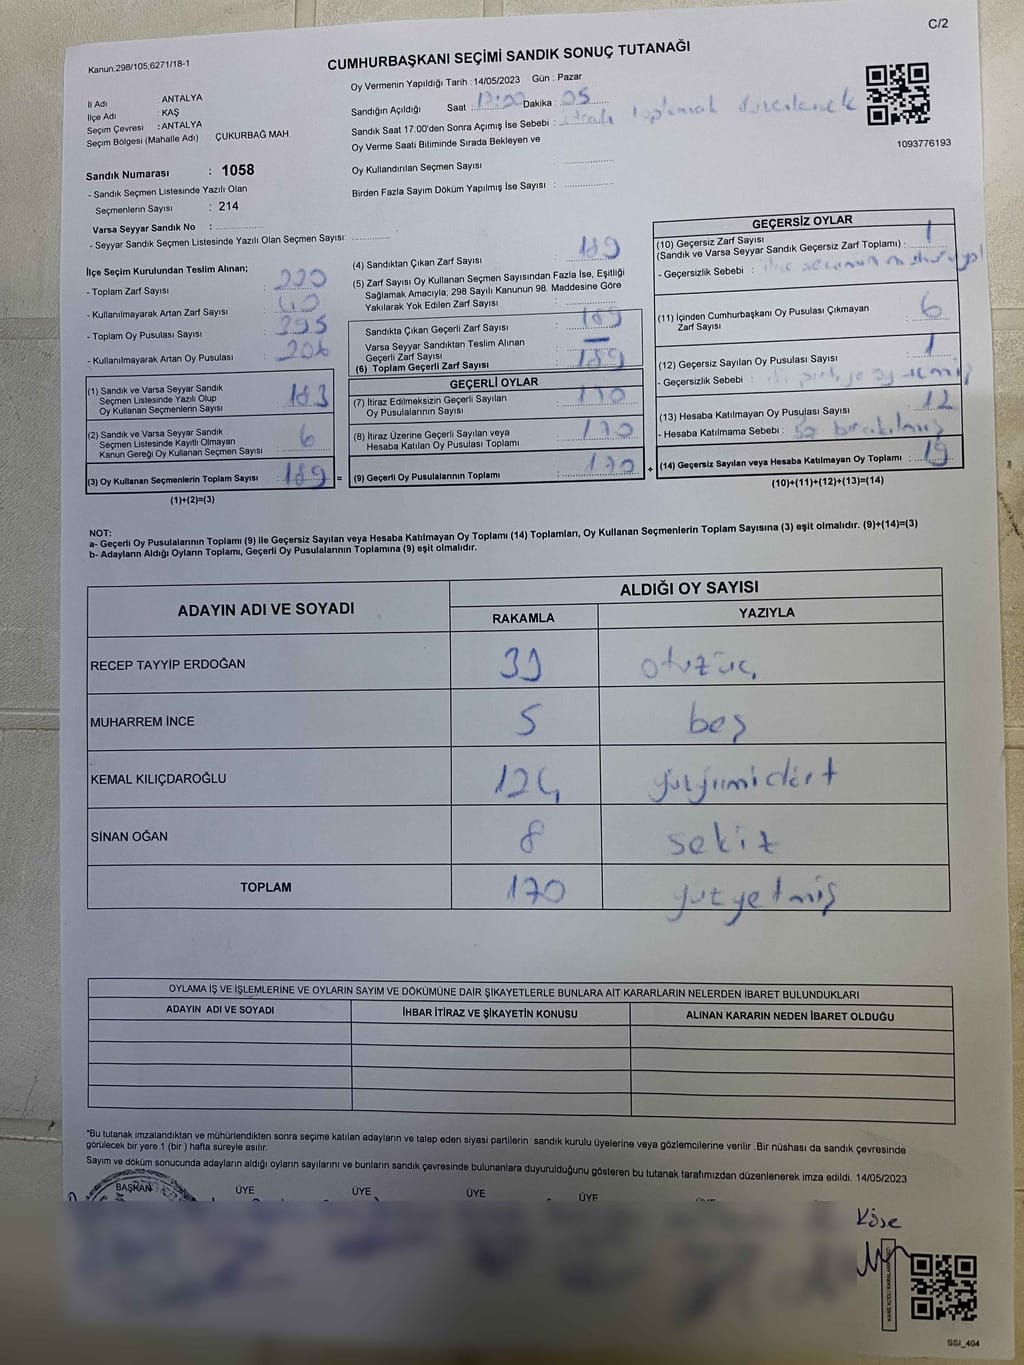 C/2
Kanun.298/105,6271/18-1
CUMHURBAŞKANI SEÇİMİ SANDIK SONUÇ TUTANAĞI
İl Adı : ANTALYA
İlçe Adı : KAŞ
Seçim Çevresi : ANTALYA
Seçim Bölgesi (Mahalle Adı) : ÇUKURBAĞ MAH.
Sandık Numarası : 1058
- Sandık Seçmen Listesinde Yazılı Olan
Seçmenlerin Sayısı : 214
Varsa Seyyar Sandık No :
- Seyyar Sandık Seçmen Listesinde Yazılı Olan Seçmen Sayısı:
Oy Vermenin Yapıldığı Tarih : 14/05/2023 Gün : Pazar
Sandığın Açıldığı Saat : 17:00 Dakika : 05
Sandık Saat 17:00'den Sonra Açımış İse Sebebi : toplamak
Oy Verme Saati Bitiminde Sırada Bekleyen ve
Oy Kullandırılan Seçmen Sayısı :
Birden Fazla Sayım Döküm Yapılmış İse Sayısı :
1093776193
İlçe Seçim Kurulundan Teslim Alınan;
- Toplam Zarf Sayısı : 220
- Kullanılmayarak Artan Zarf Sayısı : 40
- Toplam Oy Pusulası Sayısı : 395
- Kullanılmayarak Artan Oy Pusulası : 206
(1) Sandık ve Varsa Seyyar Sandık
Seçmen Listesinde Yazılı Olup
Oy Kullanan Seçmenlerin Sayısı : 183
(2) Sandık ve Varsa Seyyar Sandık
Seçmen Listesinde Kayıtlı Olmayan
Kanun Gereği Oy Kullanan Seçmen Sayısı : 6
(3) Oy Kullanan Seçmenlerin Toplam Sayısı : 189 =
(1)+(2)=(3)
(4) Sandıktan Çıkan Zarf Sayısı : 189
(5) Zarf Sayısı Oy Kullanan Seçmen Sayısından Fazla İse, Eşitliği
Sağlamak Amacıyla, 298 Sayılı Kanunun 98. Maddesine Göre
Yakılarak Yok Edilen Zarf Sayısı :
Sandıkta Çıkan Geçerli Zarf Sayısı : 189
Varsa Seyyar Sandıktan Teslim Alınan
Geçerli Zarf Sayısı : —
(6) Toplam Geçerli Zarf Sayısı : 189
GEÇERLİ OYLAR
(7) İtiraz Edilmeksizin Geçerli Sayılan
Oy Pusulalarının Sayısı : 170
(8) İtiraz Üzerine Geçerli Sayılan veya
Hesaba Katılan Oy Pusulası Toplamı : 170
(9) Geçerli Oy Pusulalarının Toplamı : 170 +
GEÇERSİZ OYLAR
(10) Geçersiz Zarf Sayısı
(Sandık ve Varsa Seyyar Sandık Geçersiz Zarf Toplamı) : 1
- Geçersizlik Sebebi :
(11) İçinden Cumhurbaşkanı Oy Pusulası Çıkmayan
Zarf Sayısı : 6
(12) Geçersiz Sayılan Oy Pusulası Sayısı : 1
- Geçersizlik Sebebi :
(13) Hesaba Katılmayan Oy Pusulası Sayısı : 12
- Hesaba Katılmama Sebebi : bırakılmış
(14) Geçersiz Sayılan veya Hesaba Katılmayan Oy Toplamı : 19
(10)+(11)+(12)+(13)=(14)
NOT:
a- Geçerli Oy Pusulalarının Toplamı (9) ile Geçersiz Sayılan veya Hesaba Katılmayan Oy Toplamı (14) Toplamları, Oy Kullanan Seçmenlerin Toplam Sayısına (3) eşit olmalıdır. (9)+(14)=(3)
b- Adayların Aldığı Oyların Toplamı, Geçerli Oy Pusulalarının Toplamına (9) eşit olmalıdır.
ADAYIN ADI VE SOYADI ALDIĞI OY SAYISI
RAKAMLA YAZIYLA
RECEP TAYYİP ERDOĞAN 33 otuzüç
MUHARREM İNCE 5 beş
KEMAL KILIÇDAROĞLU 124 yüzyirmidört
SİNAN OĞAN 8 sekiz
TOPLAM 170 yüzyetmiş
OYLAMA İŞ VE İŞLEMLERİNE VE OYLARIN SAYIM VE DÖKÜMÜNE DAİR ŞİKAYETLERLE BUNLARA AİT KARARLARIN NELERDEN İBARET BULUNDUKLARI
ADAYIN ADI VE SOYADI İHBAR İTİRAZ VE ŞİKAYETİN KONUSU ALINAN KARARIN NEDEN İBARET OLDUĞU
"Bu tutanak imzalandıktan ve mühürlendikten sonra seçime katılan adayların ve talep eden siyasi partilerin sandık kurulu üyelerine veya gözlemcilerine verilir .Bir nüshası da sandık çevresinde
görülecek bir yere 1 (bir ) hafta süreyle asılır.
Sayım ve döküm sonucunda adayların aldığı oyların sayılarını ve bunların sandık çevresinde bulunanlara duyurulduğunu gösteren bu tutanak tarafımızdan düzenlenerek imza edildi. 14/05/2023
BAŞKAN ÜYE ÜYE ÜYE ÜYE
Köse
SSİ_404